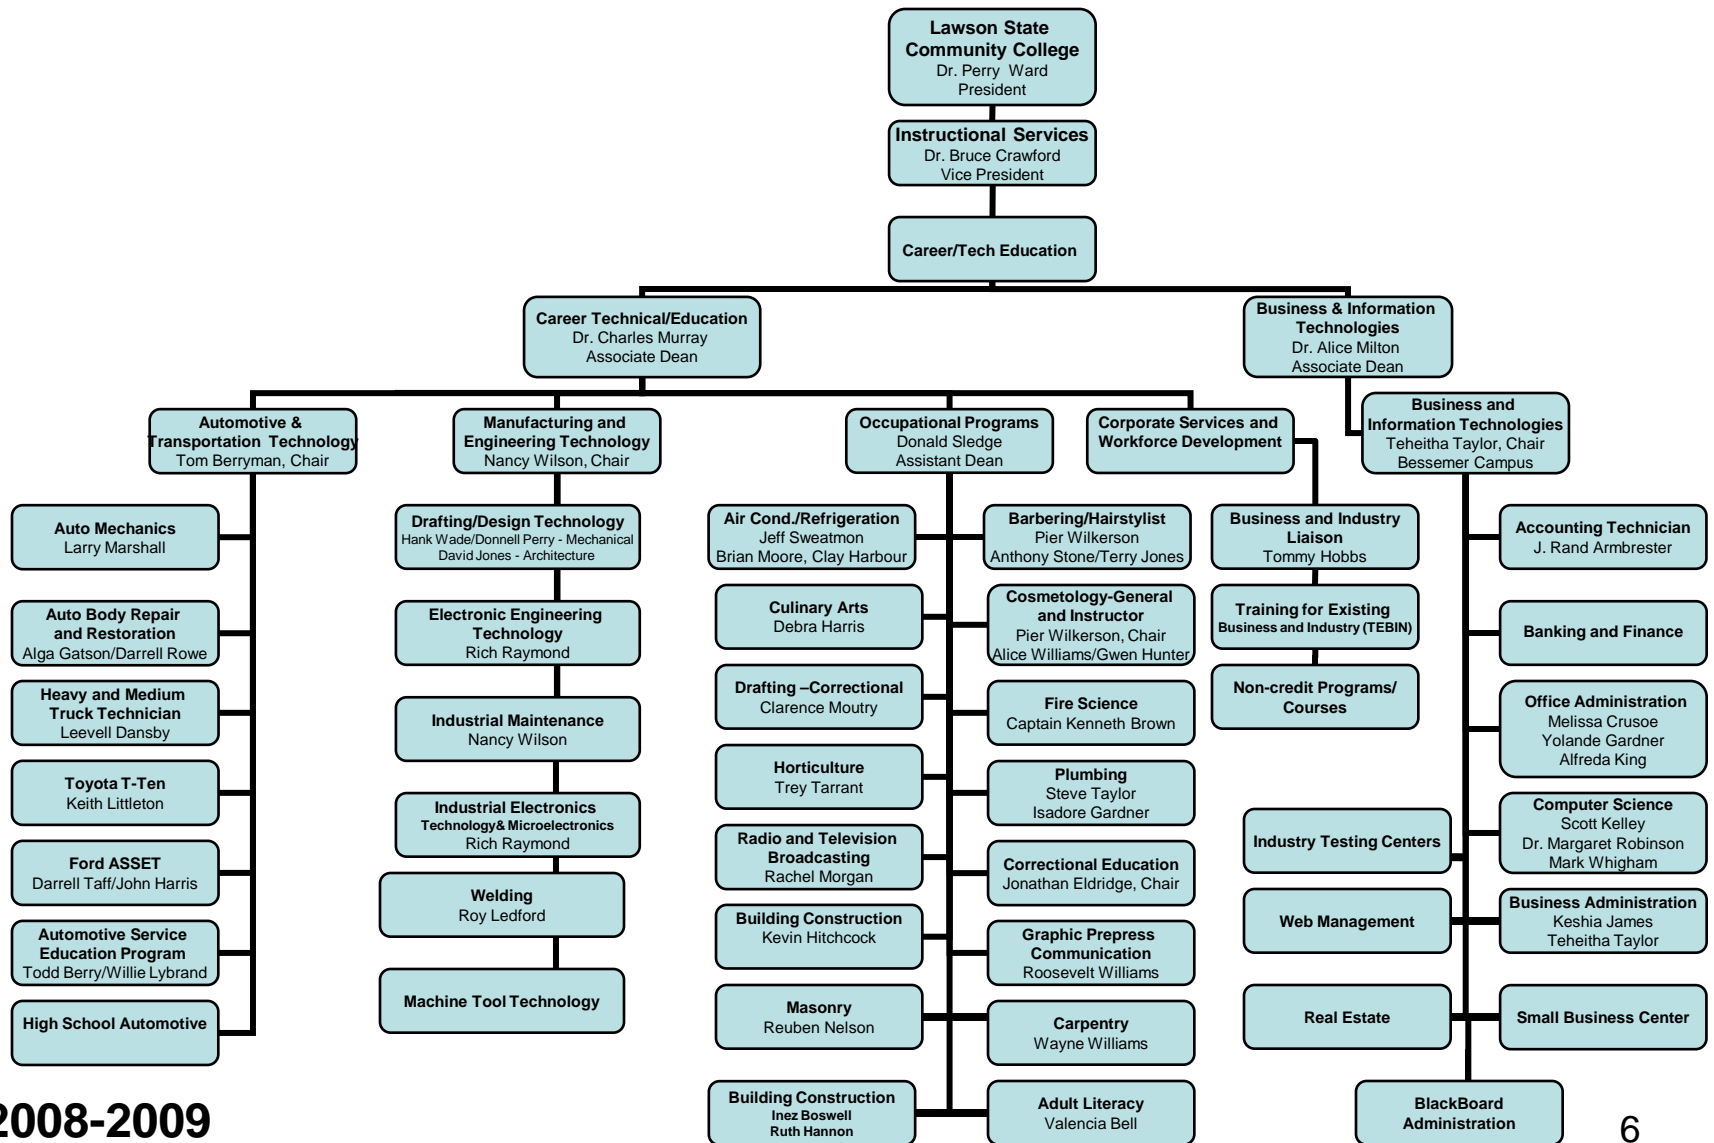 Lawson State
Community College
Dr. Perry Ward
President
Instructional Services
Dr. Bruce Crawford
Vice President
Career/Tech Education
Career Technical/Education
Dr. Charles Murray
Associate Dean
Business & Information
Technologies
Dr. Alice Milton
Associate Dean
Automotive &
Transportation Technology
Tom Berryman, Chair
Manufacturing and
Engineering Technology
Nancy Wilson, Chair
Occupational Programs
Donald Sledge
Assistant Dean
Corporate Services and
Workforce Development
Business and
Information Technologies
Teheitha Taylor, Chair
Bessemer Campus
Auto Mechanics
Larry Marshall
Auto Body Repair
and Restoration
Alga Gatson/Darrell Rowe
Heavy and Medium
Truck Technician
Leevell Dansby
Toyota T-Ten
Keith Littleton
Ford ASSET
Darrell Taff/John Harris
Automotive Service
Education Program
Todd Berry/Willie Lybrand
High School Automotive
Drafting/Design Technology
Hank Wade/Donnell Perry - Mechanical
David Jones - Architecture
Electronic Engineering
Technology
Rich Raymond
Industrial Maintenance
Nancy Wilson
Industrial Electronics
Technology& Microelectronics
Rich Raymond
Welding
Roy Ledford
Machine Tool Technology
Air Cond./Refrigeration
Jeff Sweatmon
Brian Moore, Clay Harbour
Culinary Arts
Debra Harris
Drafting –Correctional
Clarence Moutry
Horticulture
Trey Tarrant
Radio and Television
Broadcasting
Rachel Morgan
Building Construction
Kevin Hitchcock
Masonry
Reuben Nelson
Building Construction
Inez Boswell
Ruth Hannon
Barbering/Hairstylist
Pier Wilkerson
Anthony Stone/Terry Jones
Cosmetology-General
and Instructor
Pier Wilkerson, Chair
Alice Williams/Gwen Hunter
Fire Science
Captain Kenneth Brown
Plumbing
Steve Taylor
Isadore Gardner
Correctional Education
Jonathan Eldridge, Chair
Graphic Prepress
Communication
Roosevelt Williams
Carpentry
Wayne Williams
Adult Literacy
Valencia Bell
Business and Industry
Liaison
Tommy Hobbs
Training for Existing
Business and Industry (TEBIN)
Non-credit Programs/
Courses
Industry Testing Centers
Web Management
Real Estate
Accounting Technician
J. Rand Armbrester
Banking and Finance
Office Administration
Melissa Crusoe
Yolande Gardner
Alfreda King
Computer Science
Scott Kelley
Dr. Margaret Robinson
Mark Whigham
Business Administration
Keshia James
Teheitha Taylor
Small Business Center
BlackBoard
Administration
2008-2009
6